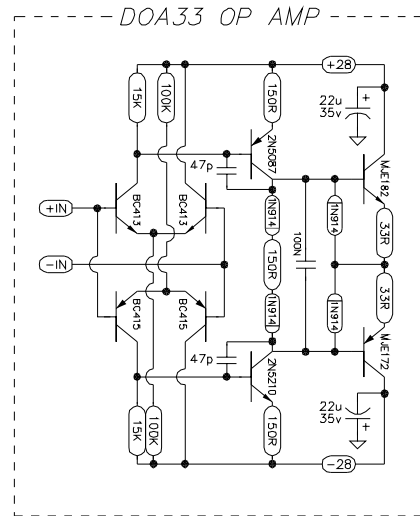 DOA33 OP AMP
+28
15K
100K
150R
22u
35v
+
2N5087
47p
MJE182
BC413
BC413
+IN
1N914
1N914
33R
150R
100N
-IN
33R
BC415
BC415
1N914
1N914
47p
2N5210
MJE172
15K
100K
150R
22u
35v
+
-28